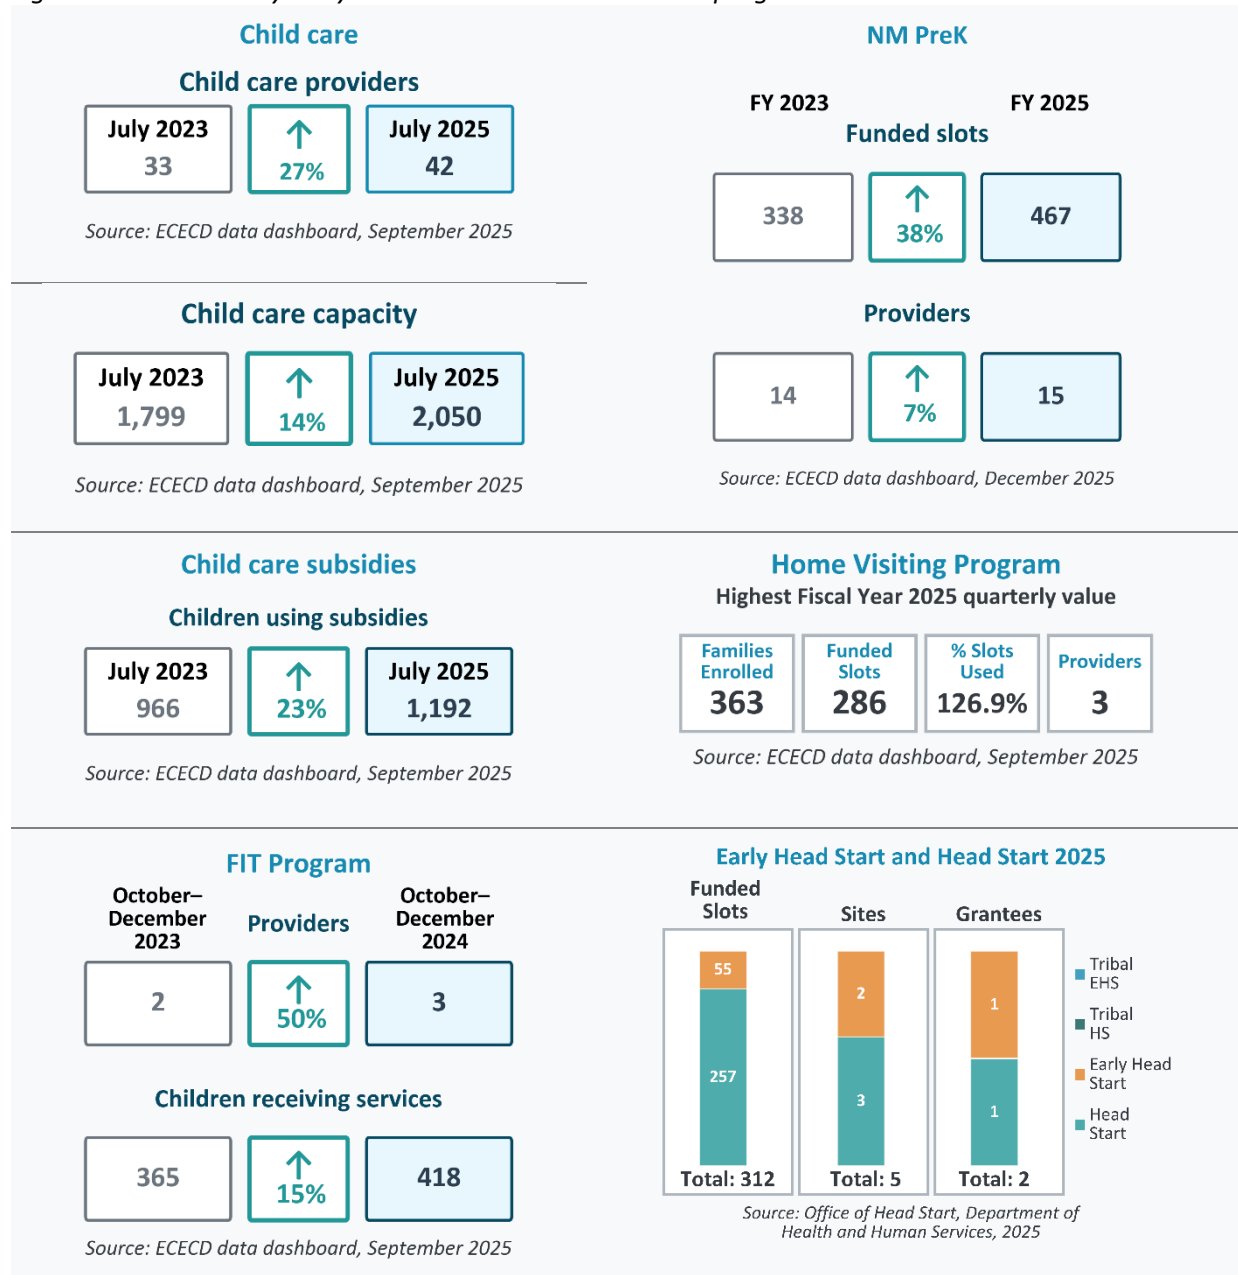 Child care
Child care providers
July 2023
33
↑
27%
July 2025
42
Source: ECECD data dashboard, September 2025
Child care capacity
July 2023
1,799
↑
14%
July 2025
2,050
Source: ECECD data dashboard, September 2025
NM PreK
FY 2023
FY 2025
Funded slots
338
↑
38%
467
Providers
14
↑
7%
15
Source: ECECD data dashboard, December 2025
Child care subsidies
Children using subsidies
July 2023
966
↑
23%
July 2025
1,192
Source: ECECD data dashboard, September 2025
Home Visiting Program
Highest Fiscal Year 2025 quarterly value
Families
Enrolled
363
Funded
Slots
286
% Slots
Used
126.9%
Providers
3
Source: ECECD data dashboard, September 2025
FIT Program
October–
December
2023
Providers
October–
December
2024
2
↑
50%
3
Children receiving services
365
↑
15%
418
Source: ECECD data dashboard, September 2025
Early Head Start and Head Start 2025
Funded
Slots
55
257
Total: 312
Sites
2
3
Total: 5
Grantees
1
1
Total: 2
Tribal
EHS
Tribal
HS
Early Head
Start
Head
Start
Source: Office of Head Start, Department of
Health and Human Services, 2025